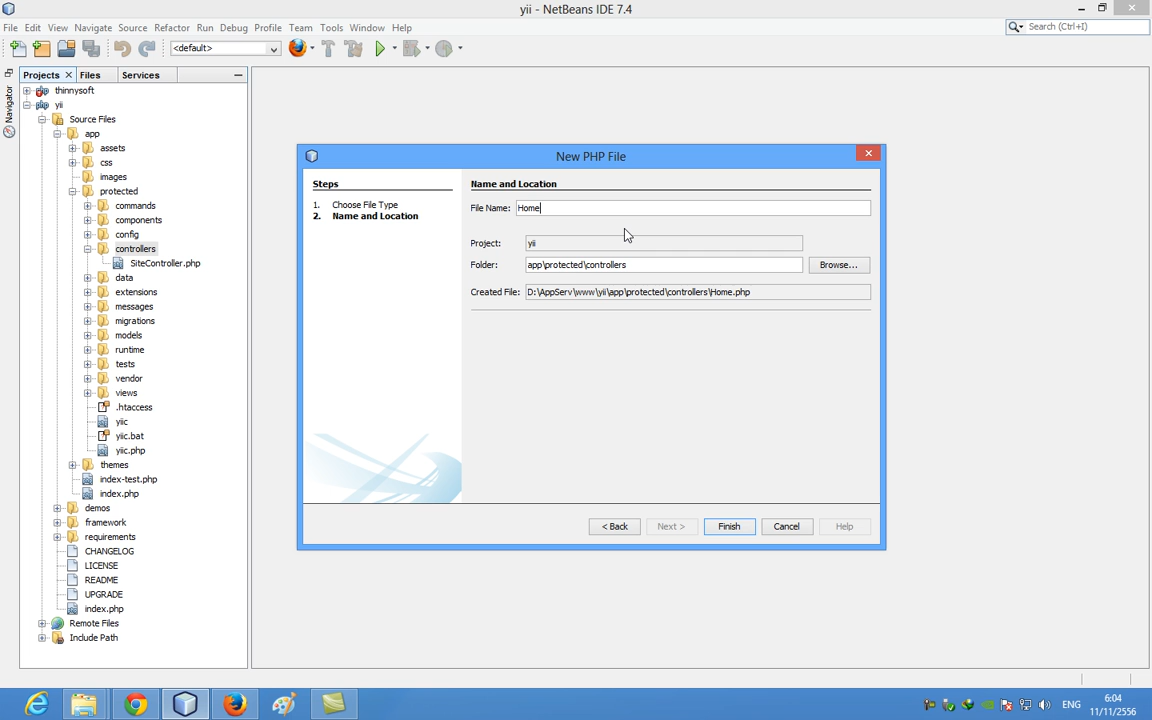 yii - NetBeans IDE 7.4
File Edit View Navigate Source Refactor Run Debug Profile Team Tools Window Help
Search (Ctrl+I)
<default>
Projects Files Services
Navigator
thinnysoft
yii
Source Files
app
assets
css
images
protected
commands
components
config
controllers
SiteController.php
data
extensions
messages
migrations
models
runtime
tests
vendor
views
.htaccess
yiic
yiic.bat
yiic.php
themes
index-test.php
index.php
demos
framework
requirements
CHANGELOG
LICENSE
README
UPGRADE
index.php
Remote Files
Include Path
New PHP File
Steps
1. Choose File Type
2. Name and Location
Name and Location
File Name: Home
Project: yii
Folder: app\protected\controllers Browse...
Created File: D:\AppServ\www\yii\app\protected\controllers\Home.php
< Back Next > Finish Cancel Help
ENG
6:04
11/11/2556